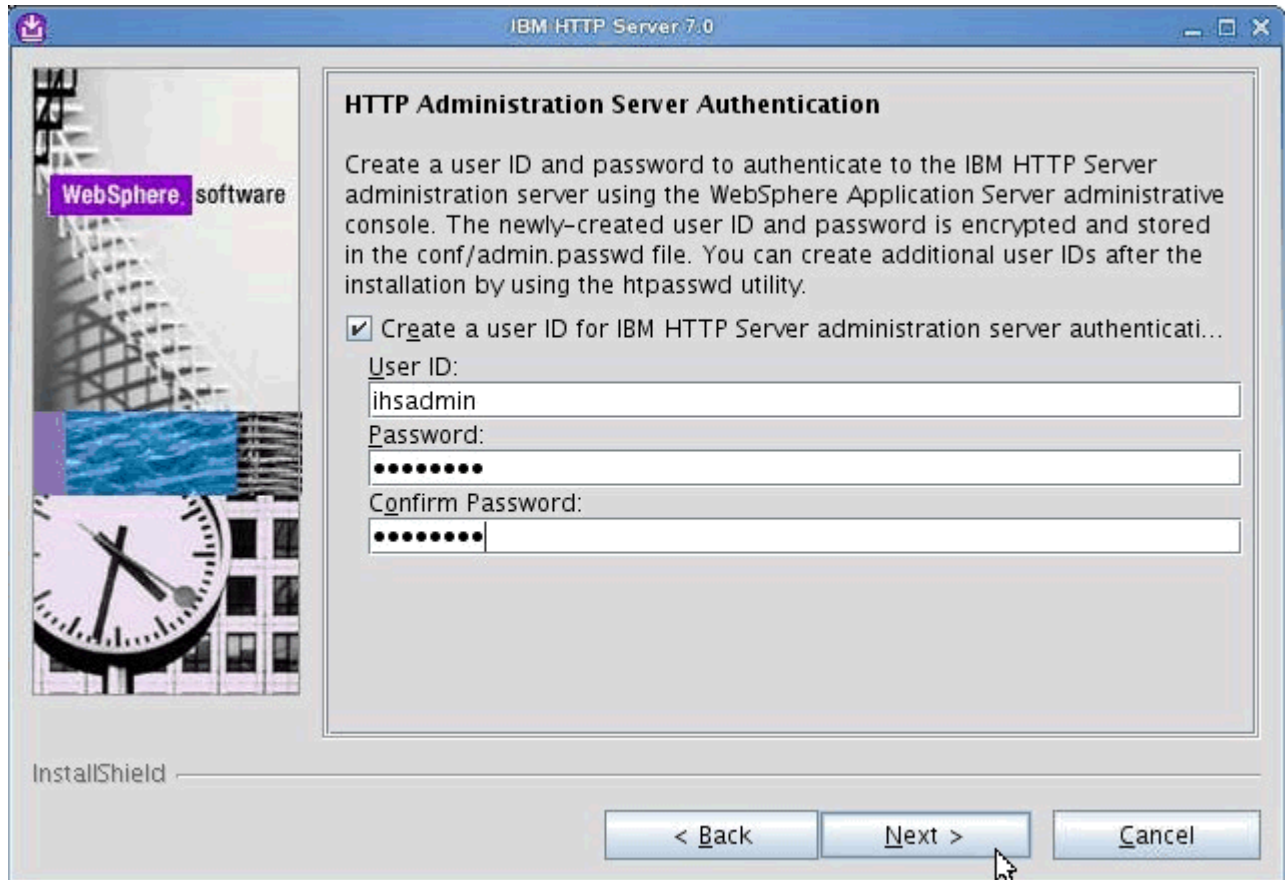 IBM HTTP Server 7.0
WebSphere software
HTTP Administration Server Authentication
Create a user ID and password to authenticate to the IBM HTTP Server
administration server using the WebSphere Application Server administrative
console. The newly-created user ID and password is encrypted and stored
in the conf/admin.passwd file. You can create additional user IDs after the
installation by using the htpasswd utility.
Create a user ID for IBM HTTP Server administration server authenticati...
User ID:
ihsadmin
Password:
••••••••
Confirm Password:
••••••••
InstallShield
< Back
Next >
Cancel